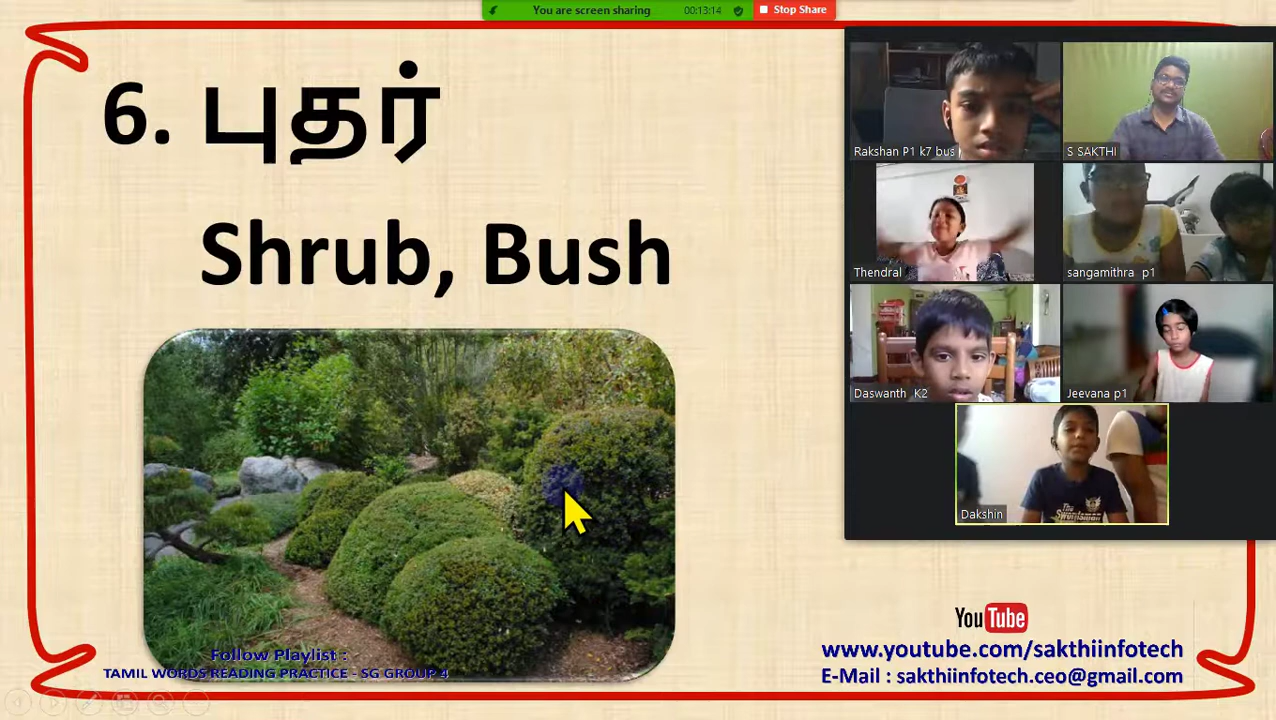 You are screen sharing 00:13:14 Stop Share
6. புதர்
Shrub, Bush
Rakshan P1 k7 bus
S SAKTHI
Thendral
sangamithra p1
Daswanth K2
Jeevana p1
Dakshin
YouTube
www.youtube.com/sakthiinfotech
E-Mail : sakthiinfotech.ceo@gmail.com
Follow Playlist :
TAMIL WORDS READING PRACTICE - SG GROUP 4